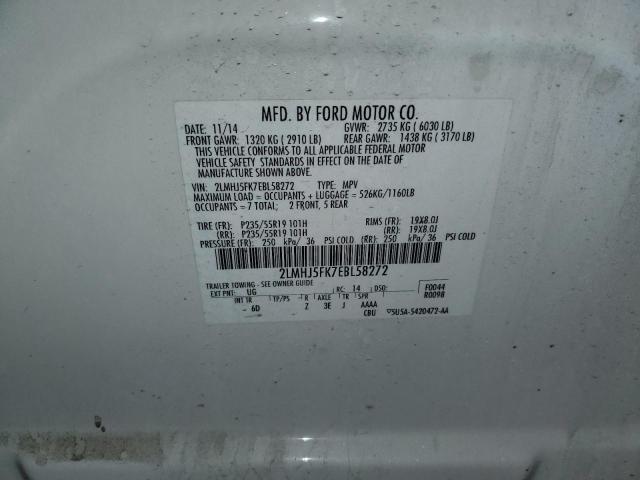 MFD. BY FORD MOTOR CO.
DATE: 11/14 GVWR: 2735 KG ( 6030 LB)
FRONT GAWR: 1320 KG ( 2910 LB) REAR GAWR: 1438 KG ( 3170 LB)
THIS VEHICLE CONFORMS TO ALL APPLICABLE FEDERAL MOTOR
VEHICLE SAFETY STANDARDS IN EFFECT ON THE DATE OF
MANUFACTURE SHOWN ABOVE.
VIN: 2LMHJ5FK7EBL58272 TYPE: MPV
MAXIMUM LOAD = OCCUPANTS + LUGGAGE = 526KG/1160LB
OCCUPANTS = 7 TOTAL; 2 FRONT, 5 REAR
TIRE (FR): P235/55R19 101H RIMS (FR): 19X8.0J
(RR): P235/55R19 101H (RR): 19X8.0J
PRESSURE (FR): 250 kPa/ 36 PSI COLD (RR): 250 kPa/ 36 PSI COLD
2LMHJ5FK7EBL58272
TRAILER TOWING - SEE OWNER GUIDE
EXT PNT: UG RC: 14 DSO: F0044
R0098
INT TR TP/PS R AXLE TR SPR
- 6D Z 3E J AAAA
CBU 5U5A-5420472-AA